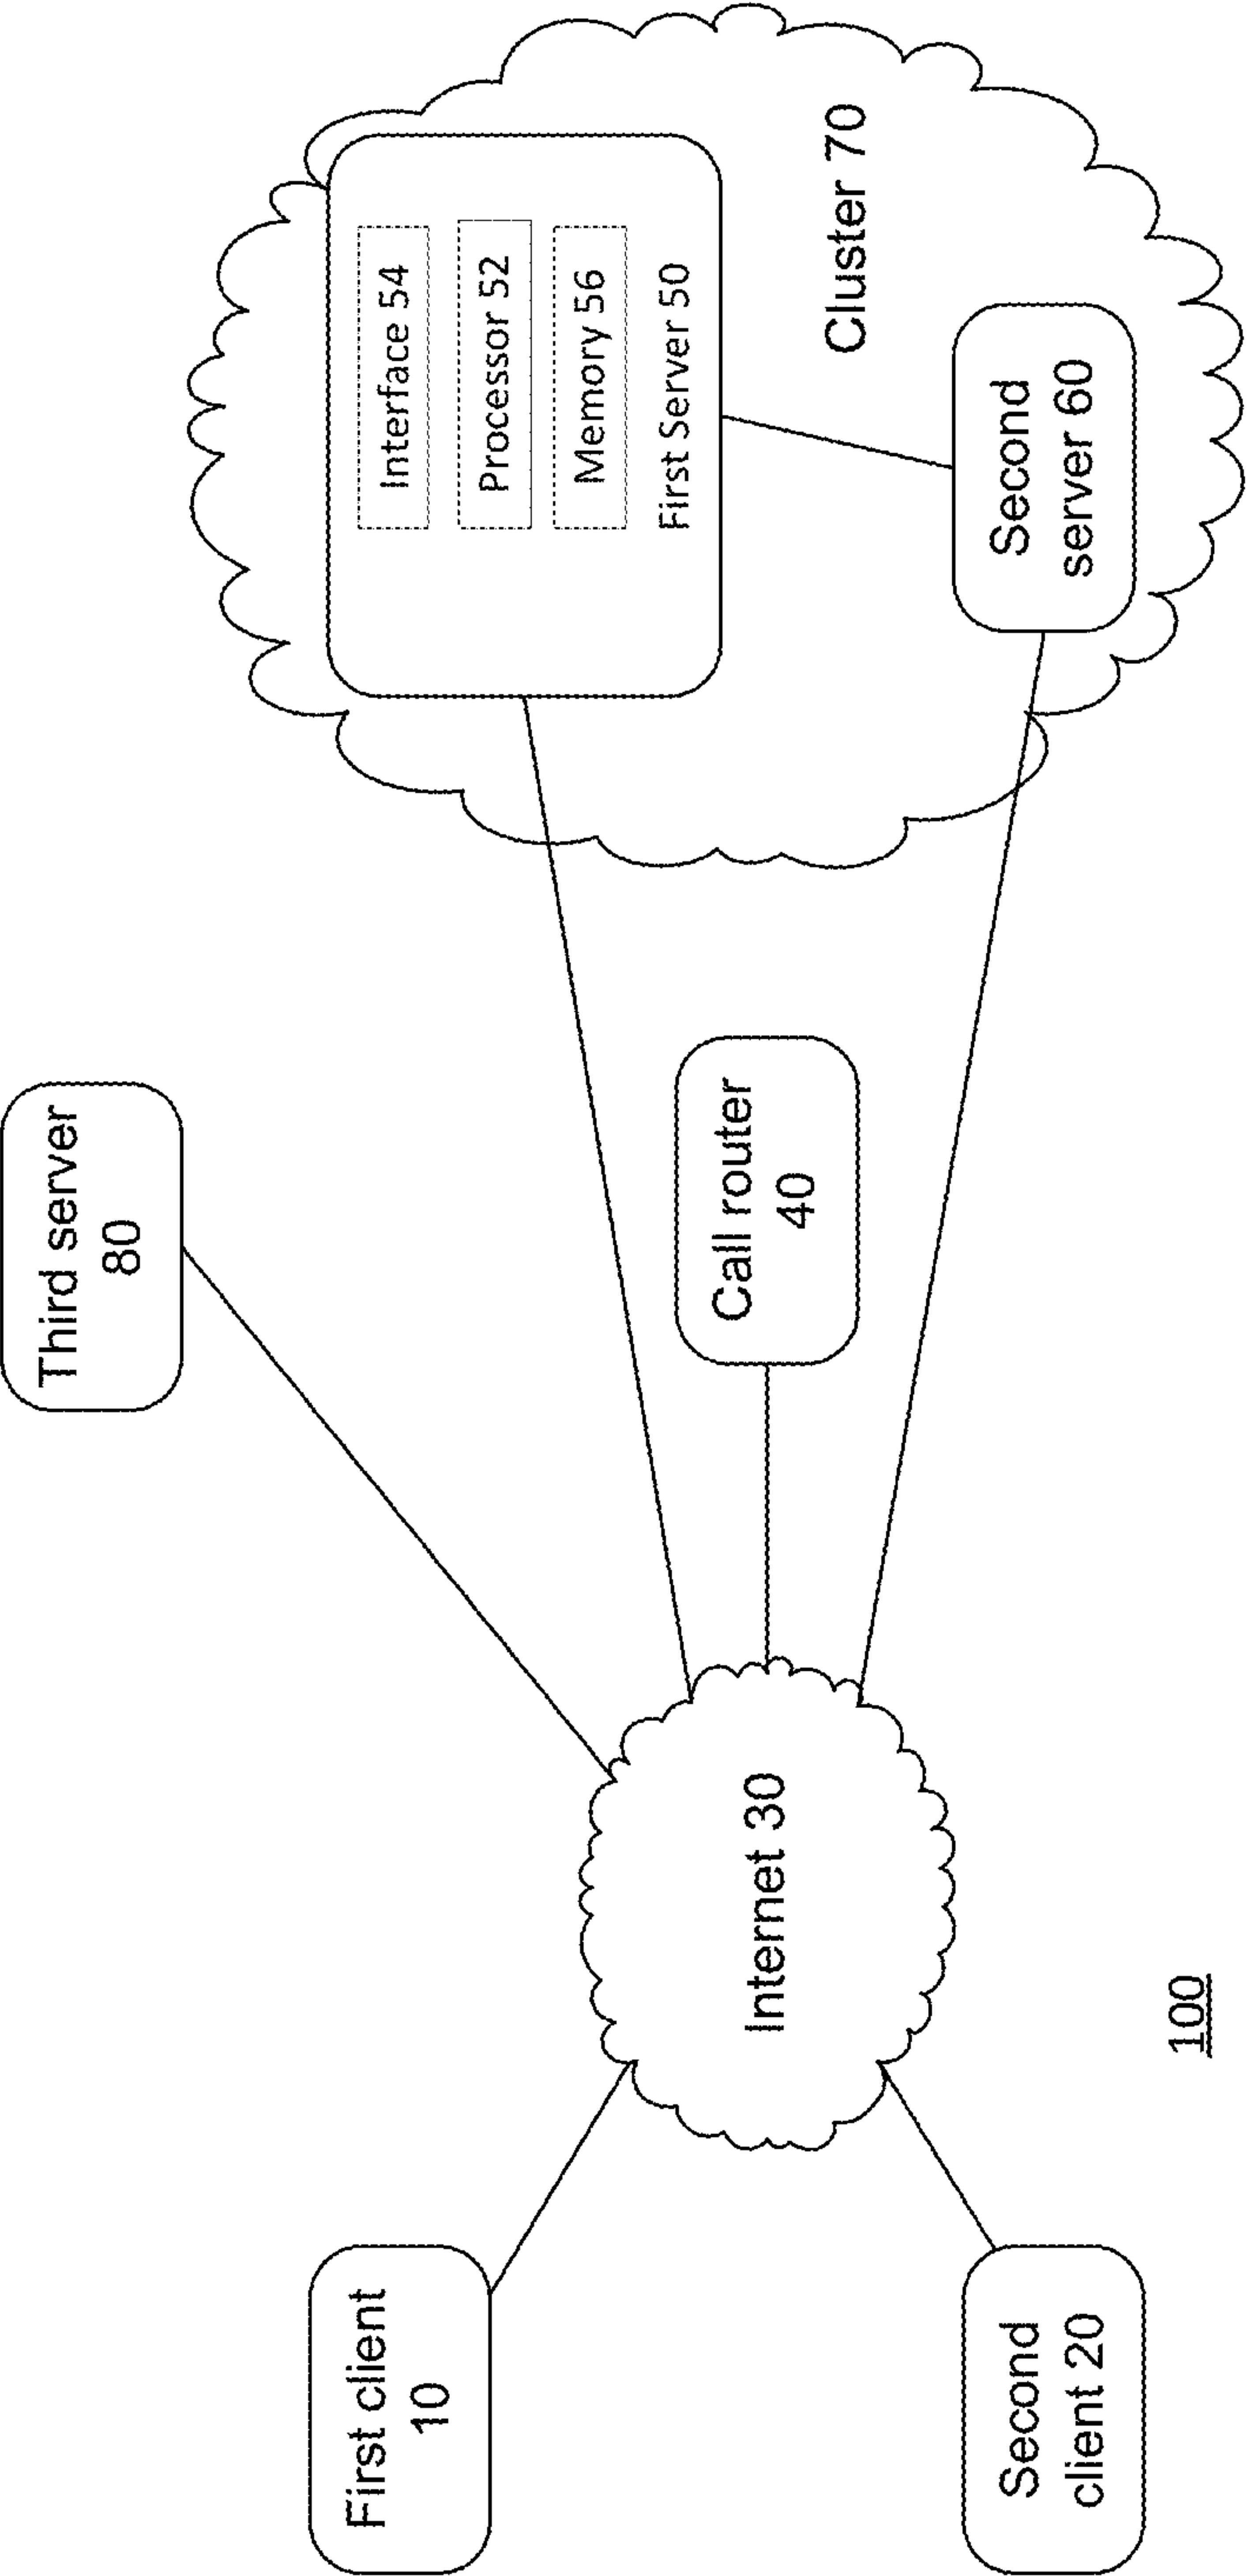 Third server
80
First client
10
Interface 54
Processor 52
Memory 56
First Server 50
Call router
40
Internet 30
Cluster 70
Second
server 60
Second
client 20
100